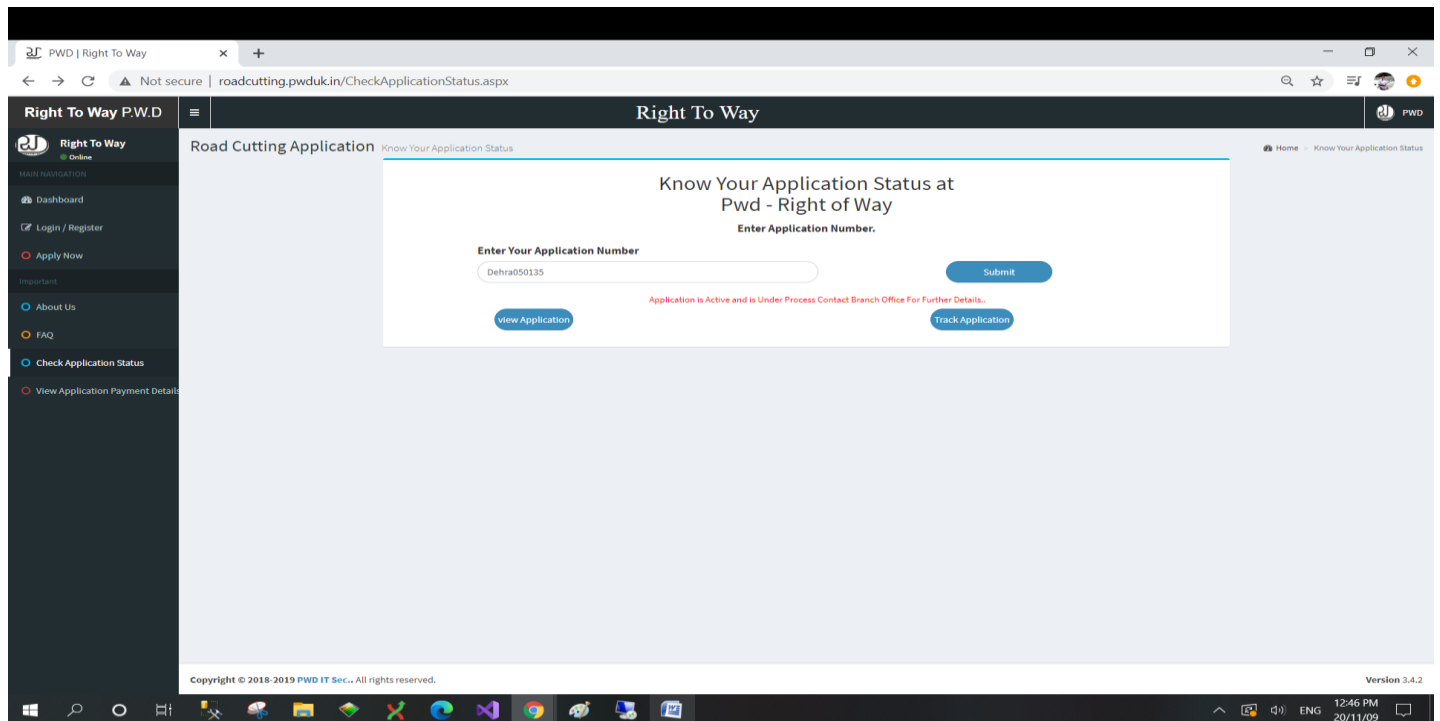 PWD | Right To Way
Not secure | roadcutting.pwduk.in/CheckApplicationStatus.aspx
Right To Way P.W.D
Right To Way
PWD
Right To Way
Online
MAIN NAVIGATION
Dashboard
Login / Register
Apply Now
Important
About Us
FAQ
Check Application Status
View Application Payment Details
Road Cutting Application Know Your Application Status
Home > Know Your Application Status
Know Your Application Status at
Pwd - Right of Way
Enter Application Number.
Enter Your Application Number
Dehra050135
Submit
Application is Active and is Under Process Contact Branch Office For Further Details..
view Application
Track Application
Copyright © 2018-2019 PWD IT Sec.. All rights reserved.
Version 3.4.2
ENG
12:46 PM
20/11/09